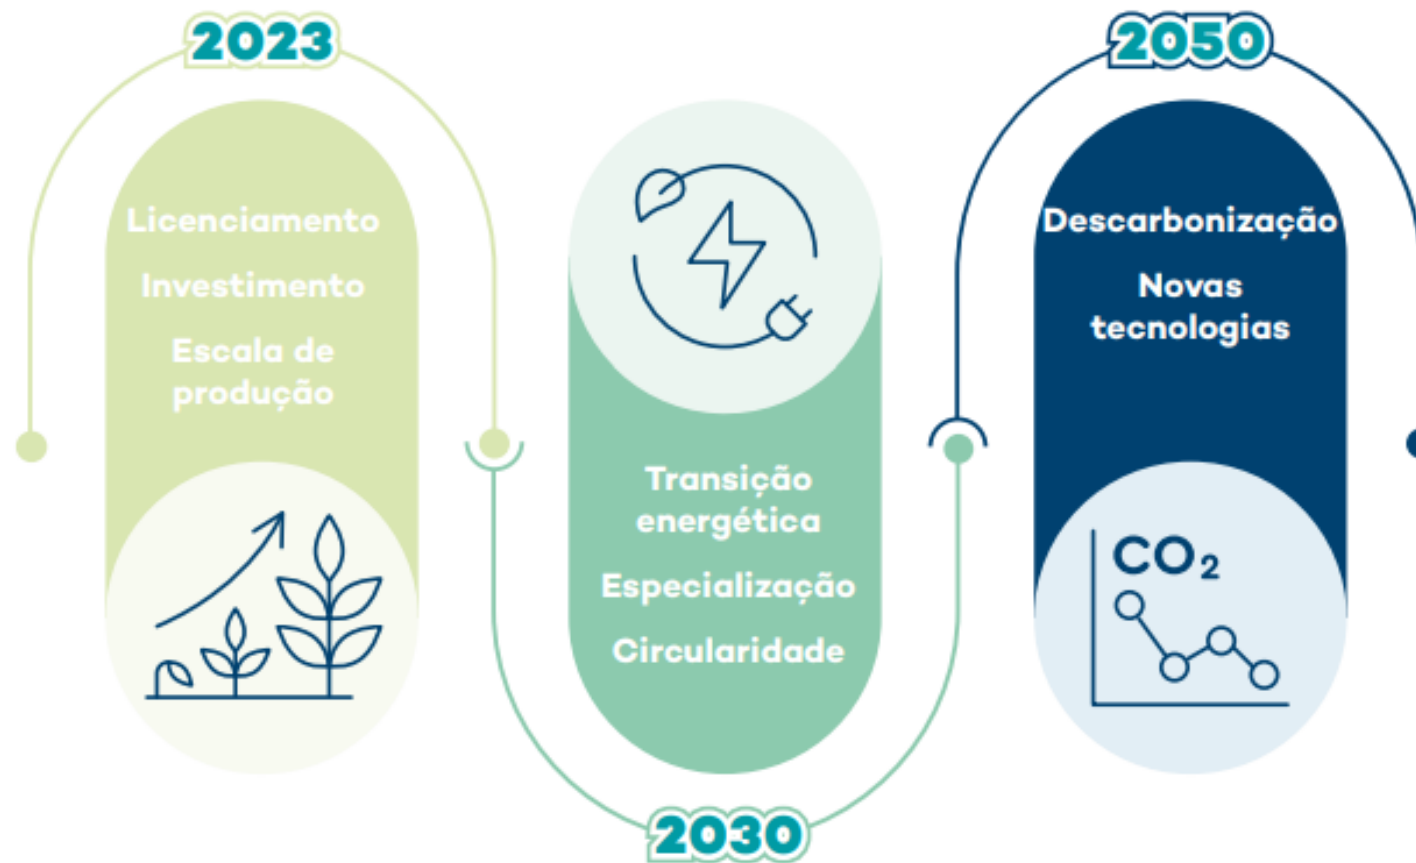 2023
Licenciamento
Investimento
Escala de
produção
Transição
energética
Especialização
Circularidade
2030
2050
Descarbonização
Novas
tecnologias
CO₂